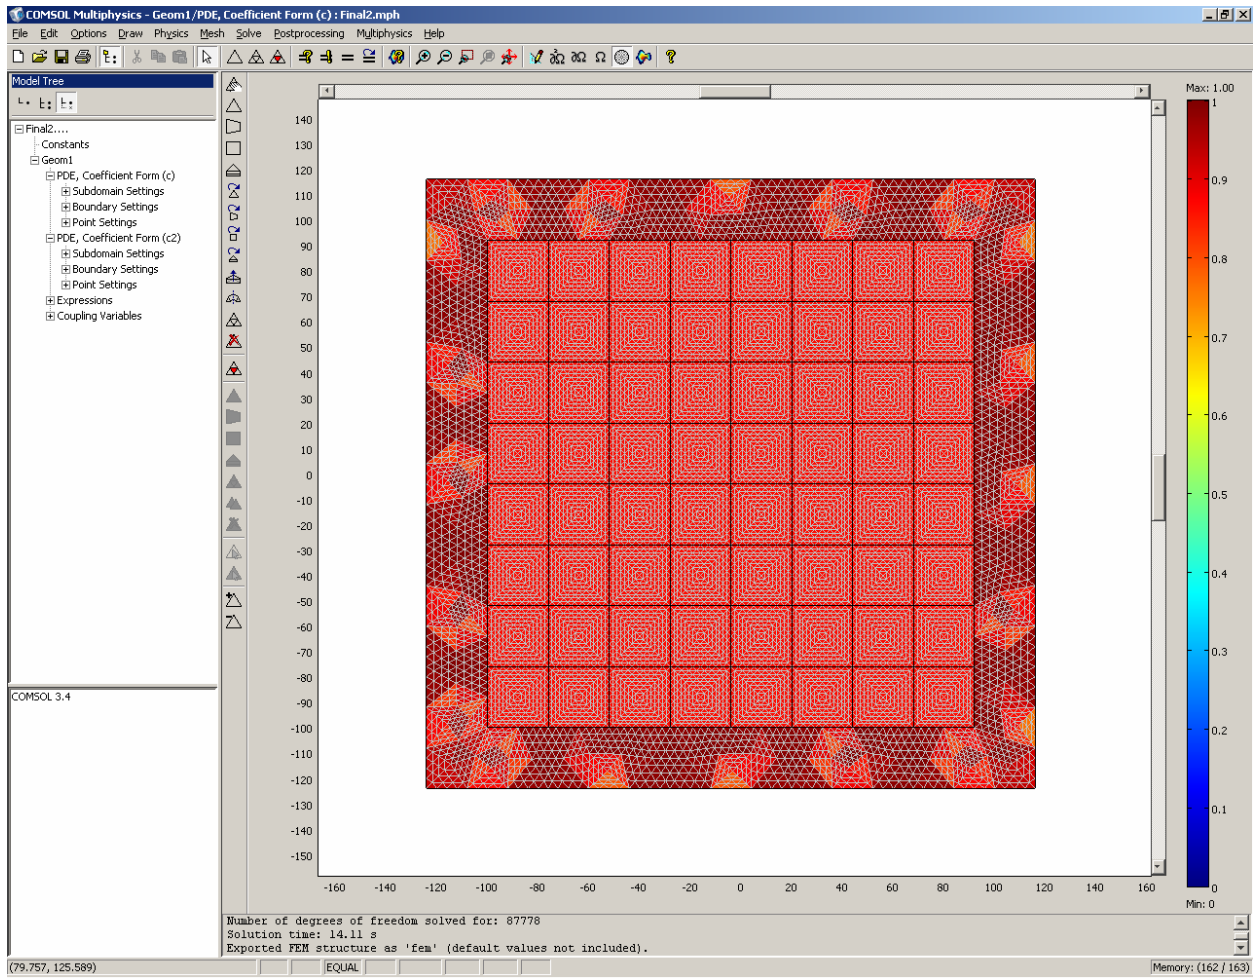 COMSOL Multiphysics - Geom1/PDE, Coefficient Form (c) : Final2.mph
File Edit Options Draw Physics Mesh Solve Postprocessing Multiphysics Help
Model Tree
Final2....
Constants
Geom1
PDE, Coefficient Form (c)
Subdomain Settings
Boundary Settings
Point Settings
PDE, Coefficient Form (c2)
Subdomain Settings
Boundary Settings
Point Settings
Expressions
Coupling Variables
COMSOL 3.4
140
130
120
110
100
90
80
70
60
50
40
30
20
10
0
-10
-20
-30
-40
-50
-60
-70
-80
-90
-100
-110
-120
-130
-140
-150
-160 -140 -120 -100 -80 -60 -40 -20 0 20 40 60 80 100 120 140 160
Max: 1.00
1
0.9
0.8
0.7
0.6
0.5
0.4
0.3
0.2
0.1
0
Min: 0
Number of degrees of freedom solved for: 87778
Solution time: 14.11 s
Exported FEM structure as 'fem' (default values not included).
(79.757, 125.589) EQUAL Memory: (162 / 163)